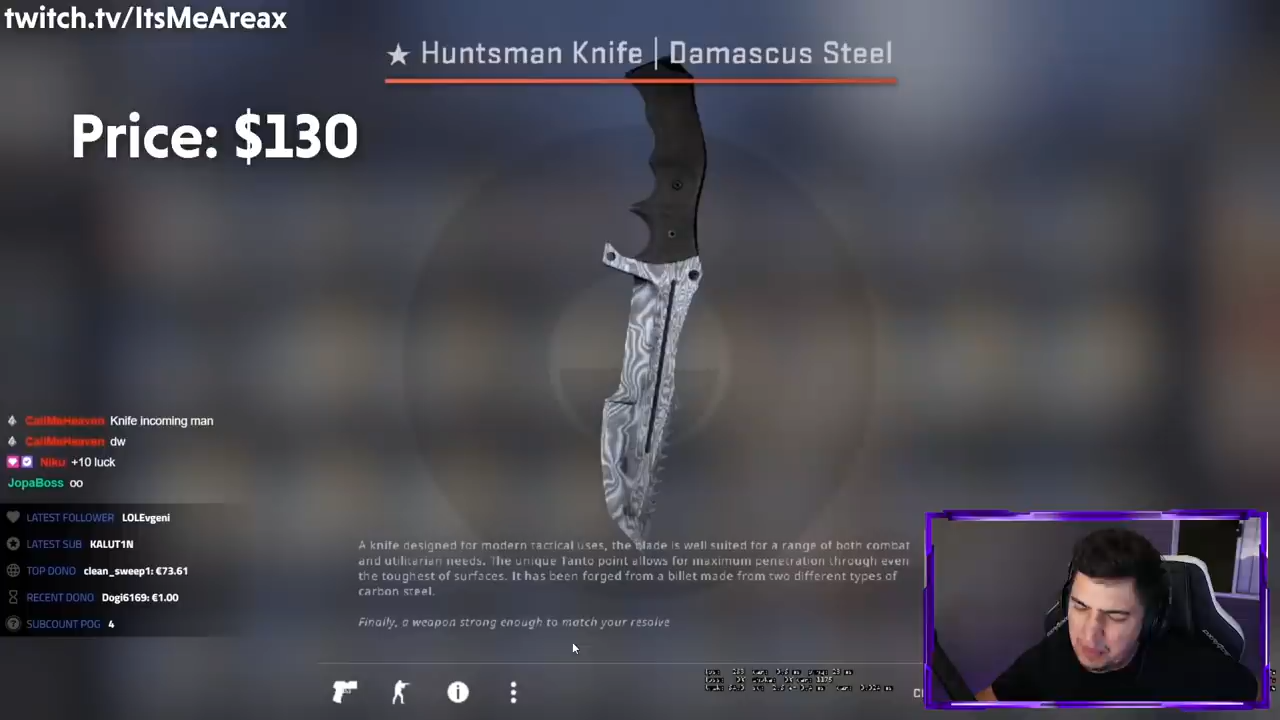 twitch.tv/ItsMeAreax
★ Huntsman Knife | Damascus Steel
Price: $130
CallMeHeaven Knife incoming man
CallMeHeaven dw
Niku +10 luck
JopaBoss oo
LATEST FOLLOWER LOLEvgeni
LATEST SUB KALUT1N
TOP DONO clean_sweep1: €73.61
RECENT DONO Dogi6169: €1.00
SUBCOUNT POG 4
A knife designed for modern tactical uses, the blade is well suited for a range of both combat
and utilitarian needs. The unique Tanto point allows for maximum penetration through even
the toughest of surfaces. It has been forged from a billet made from two different types of
carbon steel.
Finally, a weapon strong enough to match your resolve